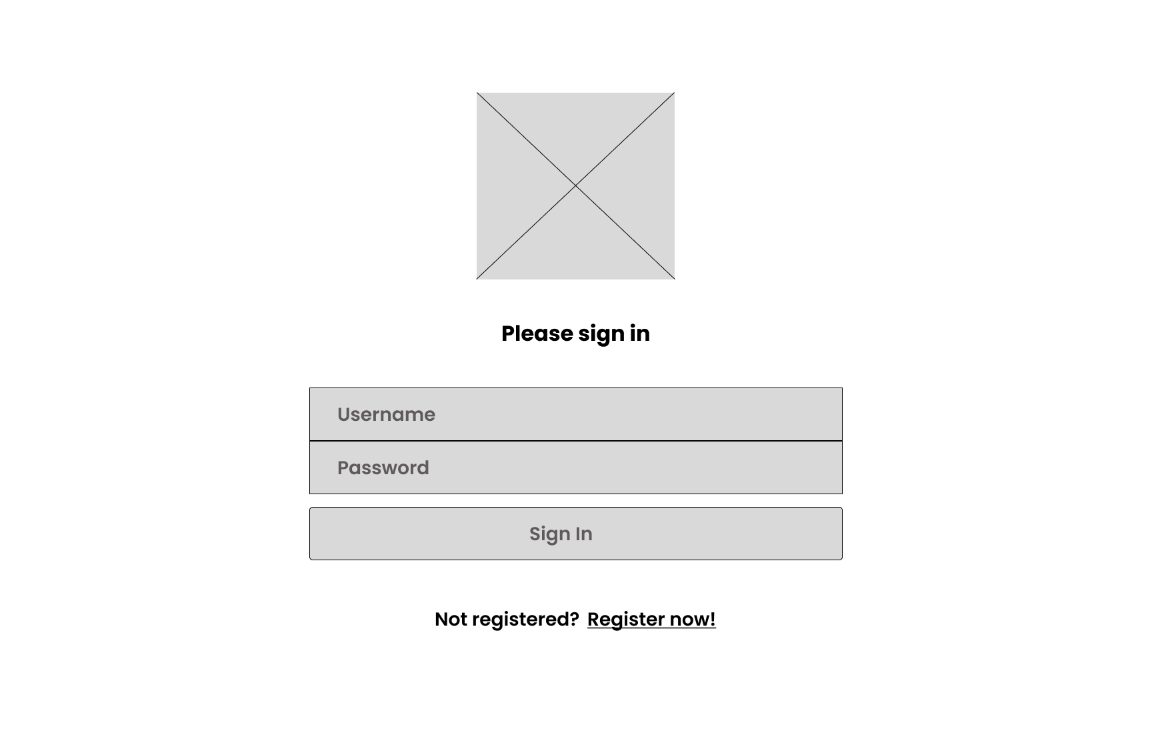 Please sign in
Username
Password
Sign In
Not registered? Register now!